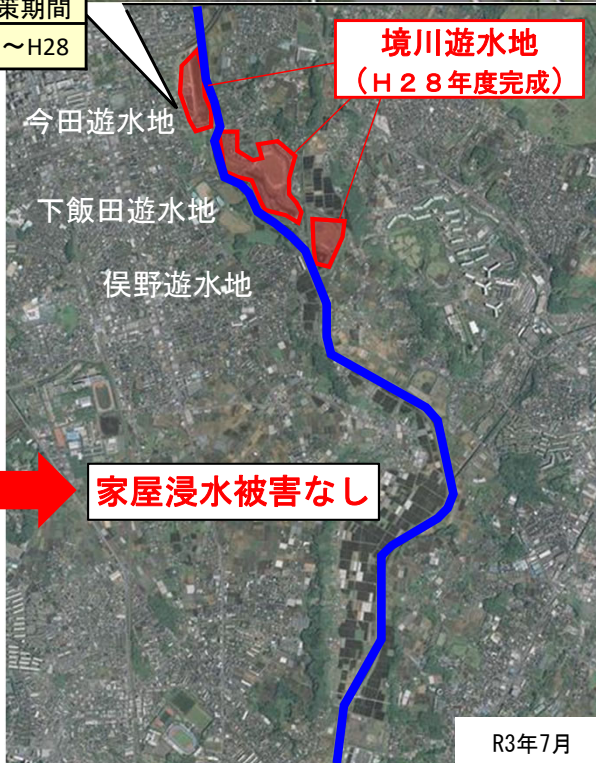 策期間
～H28
境川遊水地
（Ｈ２８年度完成）
今田遊水地
下飯田遊水地
俣野遊水地
家屋浸水被害なし
R3年7月